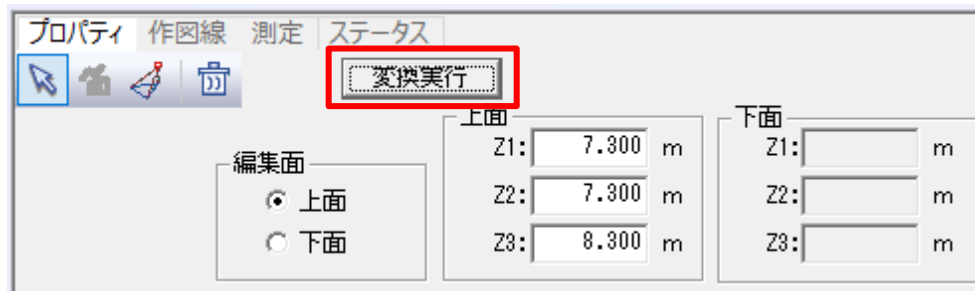 プロパティ 作図線 測定 ステータス
変換実行
編集面
上面
下面
上面
Z1: 7.300 m
Z2: 7.300 m
Z3: 8.300 m
下面
Z1: m
Z2: m
Z3: m